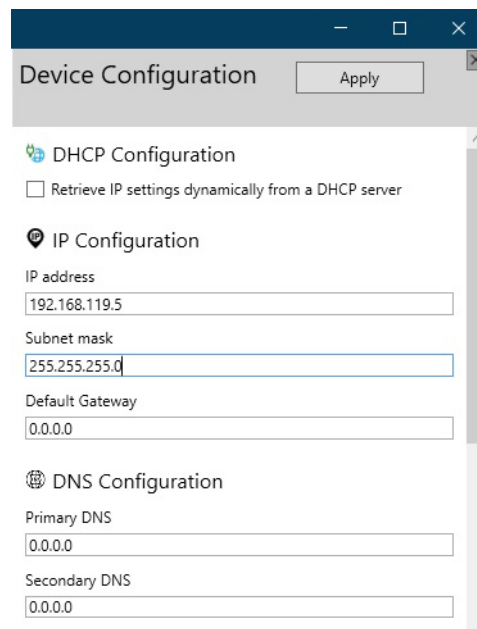 Device Configuration
Apply
DHCP Configuration
Retrieve IP settings dynamically from a DHCP server
IP
IP Configuration
IP address
192.168.119.5
Subnet mask
255.255.255.0
Default Gateway
0.0.0.0
DNS Configuration
Primary DNS
0.0.0.0
Secondary DNS
0.0.0.0